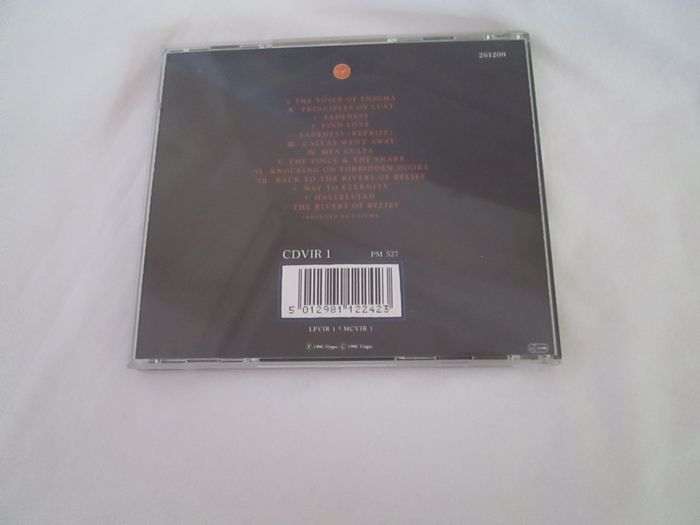 261209
I. THE VOICE OF ENIGMA
II. PRINCIPLES OF LUST
• SADENESS
• FIND LOVE
• SADENESS (REPRISE)
III. CALLAS WENT AWAY
IV. MEA CULPA
V. THE VOICE & THE SNAKE
VI. KNOCKING ON FORBIDDEN DOORS
VII. BACK TO THE RIVERS OF BELIEF
• WAY TO ETERNITY
• HALLELUJAH
• THE RIVERS OF BELIEF
PRODUCED BY ENIGMA
CDVIR 1 PM 527
5 012981 122423
LPVIR 1 • MCVIR 1
℗ 1990 Virgin © 1990 Virgin